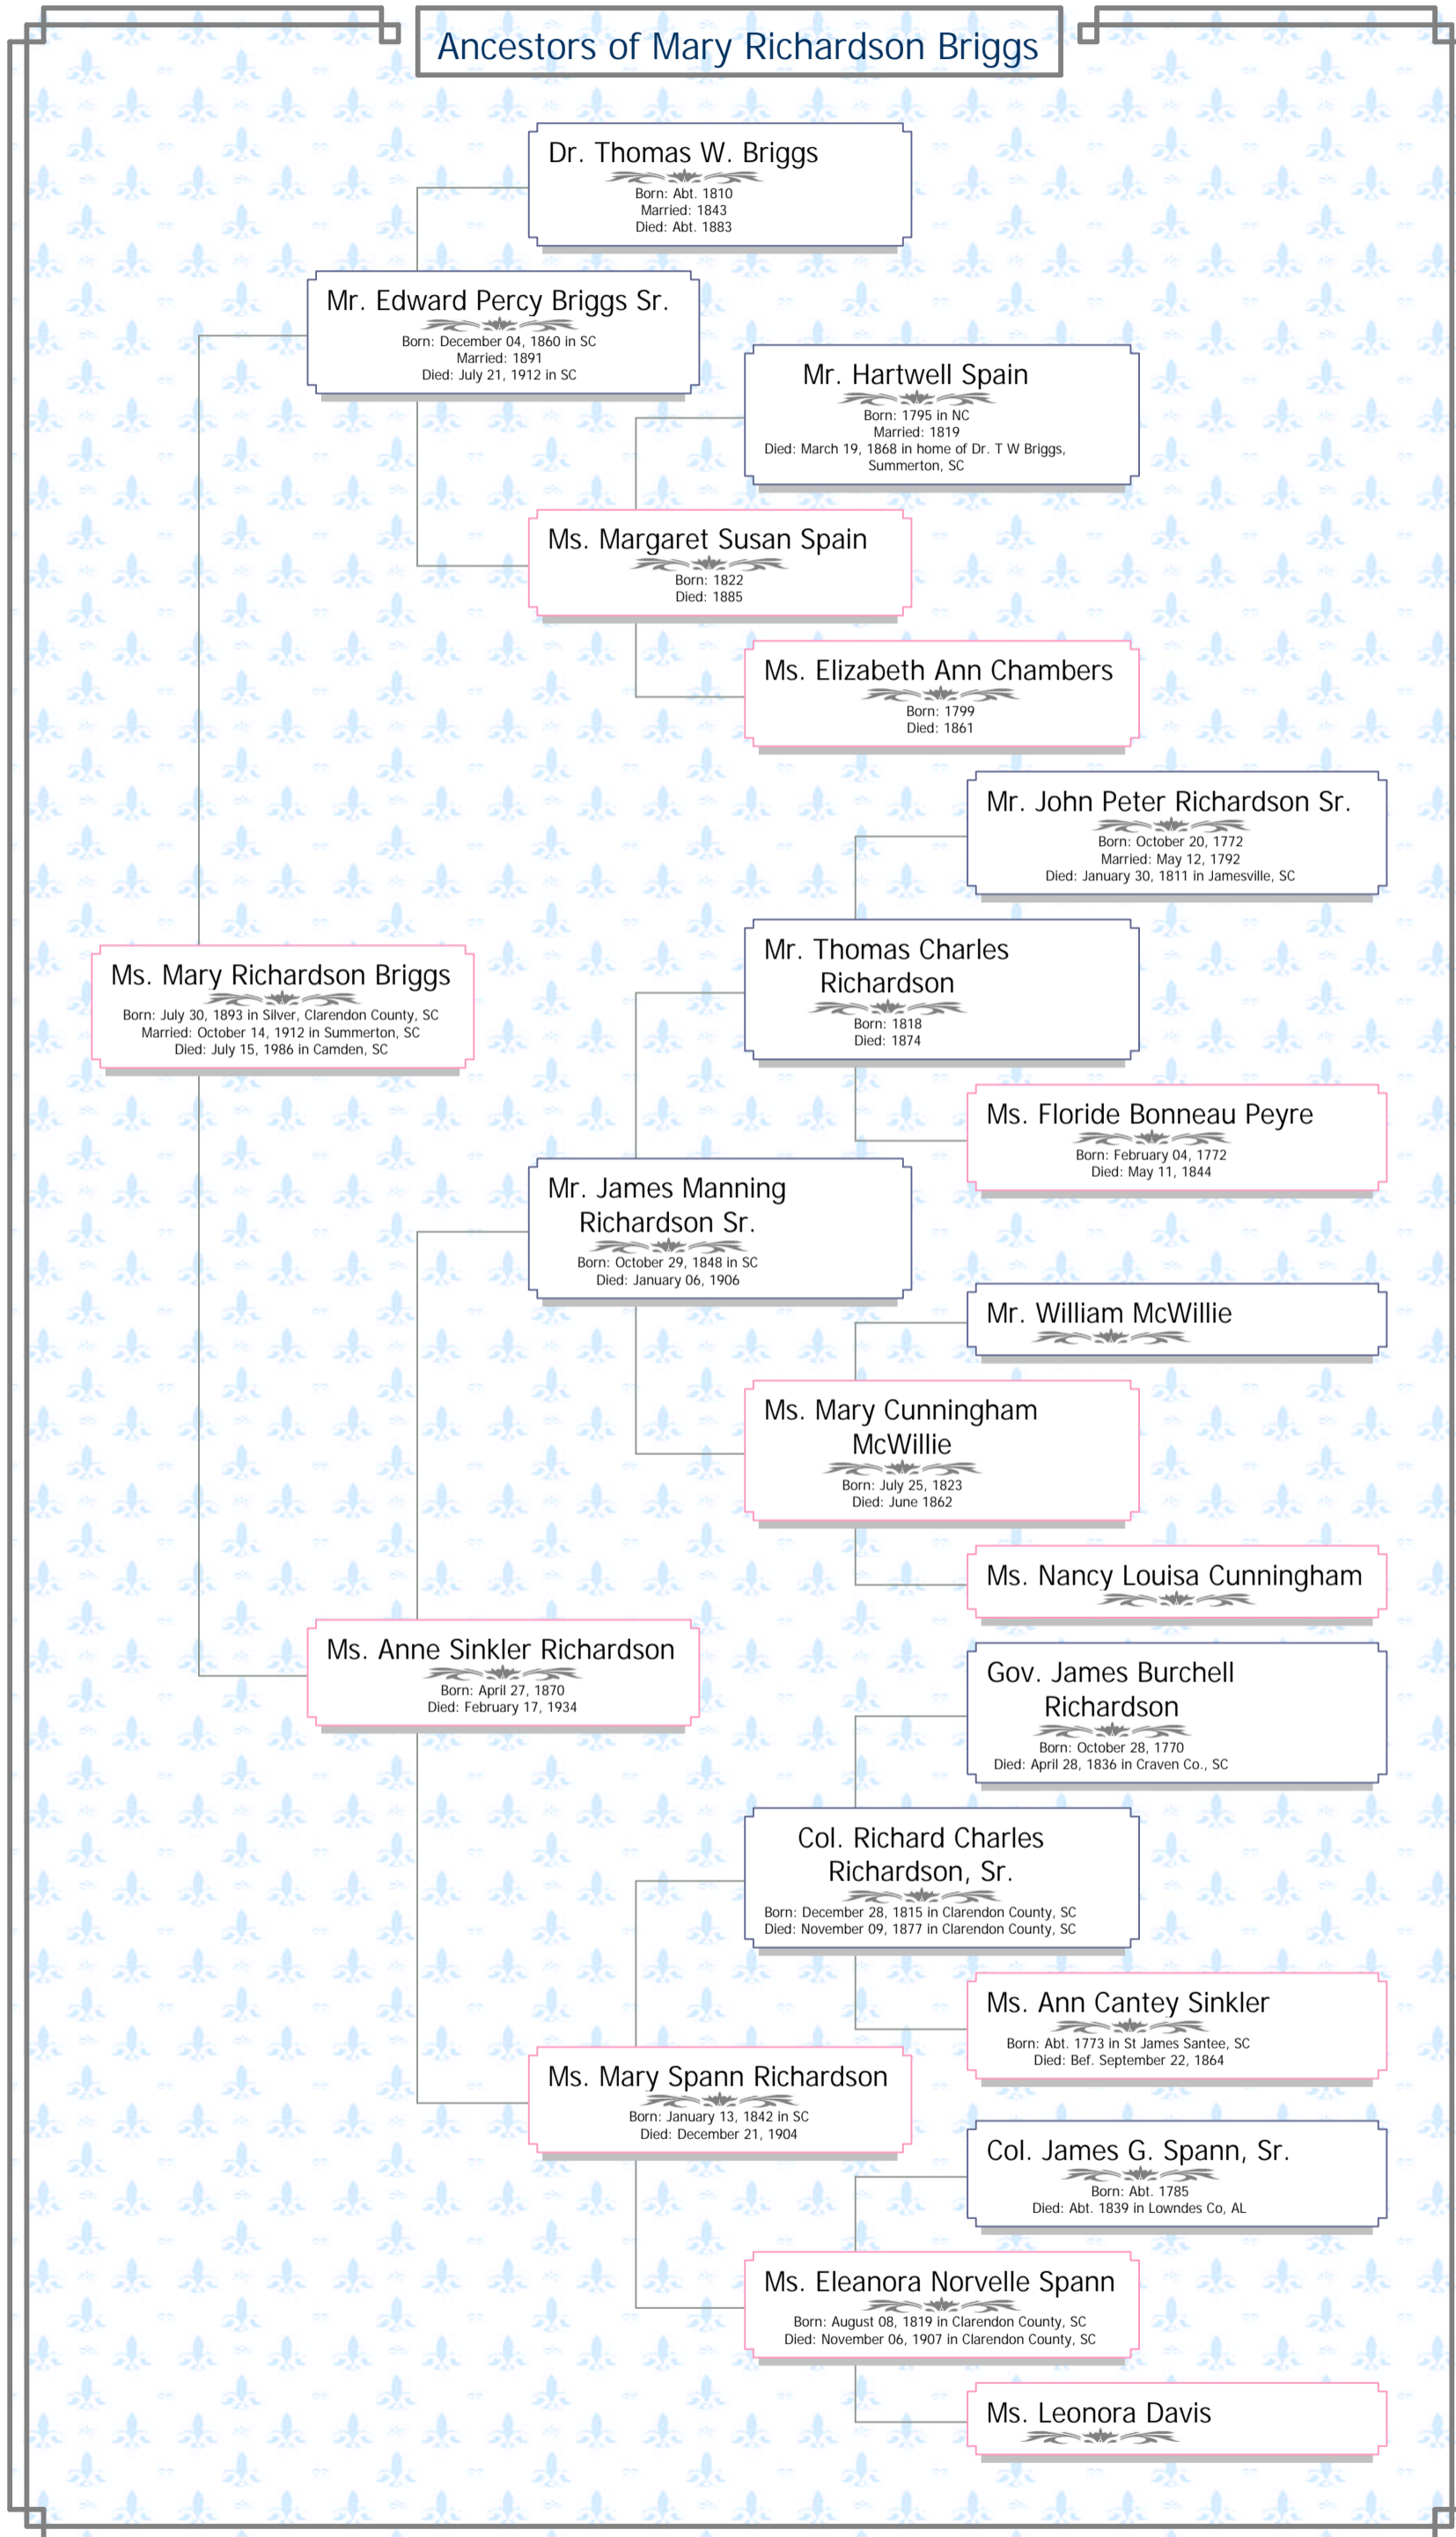 Ancestors of Mary Richardson Briggs
Dr. Thomas W. Briggs
Born: Abt. 1810
Married: 1843
Died: Abt. 1883
Mr. Edward Percy Briggs Sr.
Born: December 04, 1860 in SC
Married: 1891
Died: July 21, 1912 in SC
Mr. Hartwell Spain
Born: 1795 in NC
Married: 1819
Died: March 19, 1868 in home of Dr. T W Briggs,
Summerton, SC
Ms. Margaret Susan Spain
Born: 1822
Died: 1885
Ms. Elizabeth Ann Chambers
Born: 1799
Died: 1861
Mr. John Peter Richardson Sr.
Born: October 20, 1772
Married: May 12, 1792
Died: January 30, 1811 in Jamesville, SC
Mr. Thomas Charles
Richardson
Born: 1818
Died: 1874
Ms. Mary Richardson Briggs
Born: July 30, 1893 in Silver, Clarendon County, SC
Married: October 14, 1912 in Summerton, SC
Died: July 15, 1986 in Camden, SC
Ms. Floride Bonneau Peyre
Born: February 04, 1772
Died: May 11, 1844
Mr. James Manning
Richardson Sr.
Born: October 29, 1848 in SC
Died: January 06, 1906
Mr. William McWillie
Ms. Mary Cunningham
McWillie
Born: July 25, 1823
Died: June 1862
Ms. Nancy Louisa Cunningham
Ms. Anne Sinkler Richardson
Born: April 27, 1870
Died: February 17, 1934
Gov. James Burchell
Richardson
Born: October 28, 1770
Died: April 28, 1836 in Craven Co., SC
Col. Richard Charles
Richardson, Sr.
Born: December 28, 1815 in Clarendon County, SC
Died: November 09, 1877 in Clarendon County, SC
Ms. Ann Cantey Sinkler
Born: Abt. 1773 in St James Santee, SC
Died: Bef. September 22, 1864
Ms. Mary Spann Richardson
Born: January 13, 1842 in SC
Died: December 21, 1904
Col. James G. Spann, Sr.
Born: Abt. 1785
Died: Abt. 1839 in Lowndes Co, AL
Ms. Eleanora Norvelle Spann
Born: August 08, 1819 in Clarendon County, SC
Died: November 06, 1907 in Clarendon County, SC
Ms. Leonora Davis